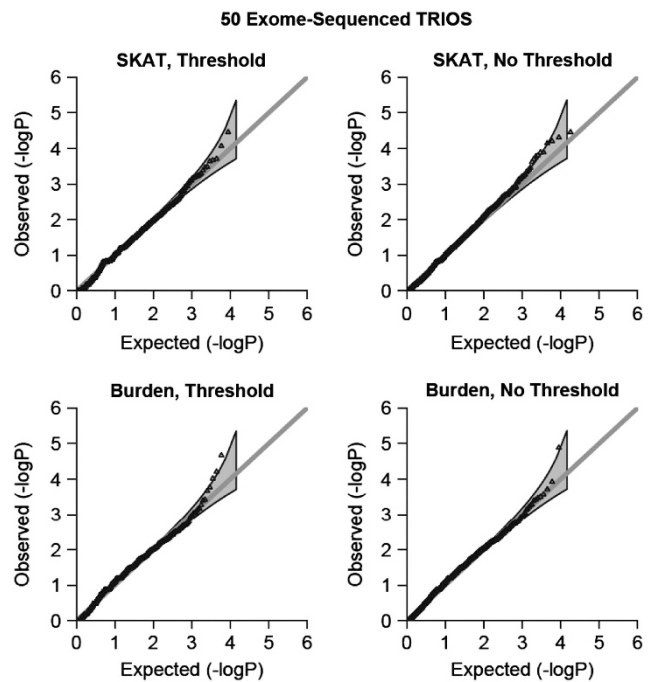 50 Exome-Sequenced TRIOS
SKAT, Threshold
6
5
4
3
2
1
0
Observed (-logP)
0 1 2 3 4 5 6
Expected (-logP)
SKAT, No Threshold
6
5
4
3
2
1
0
Observed (-logP)
0 1 2 3 4 5 6
Expected (-logP)
Burden, Threshold
6
5
4
3
2
1
0
Observed (-logP)
0 1 2 3 4 5 6
Expected (-logP)
Burden, No Threshold
6
5
4
3
2
1
0
Observed (-logP)
0 1 2 3 4 5 6
Expected (-logP)